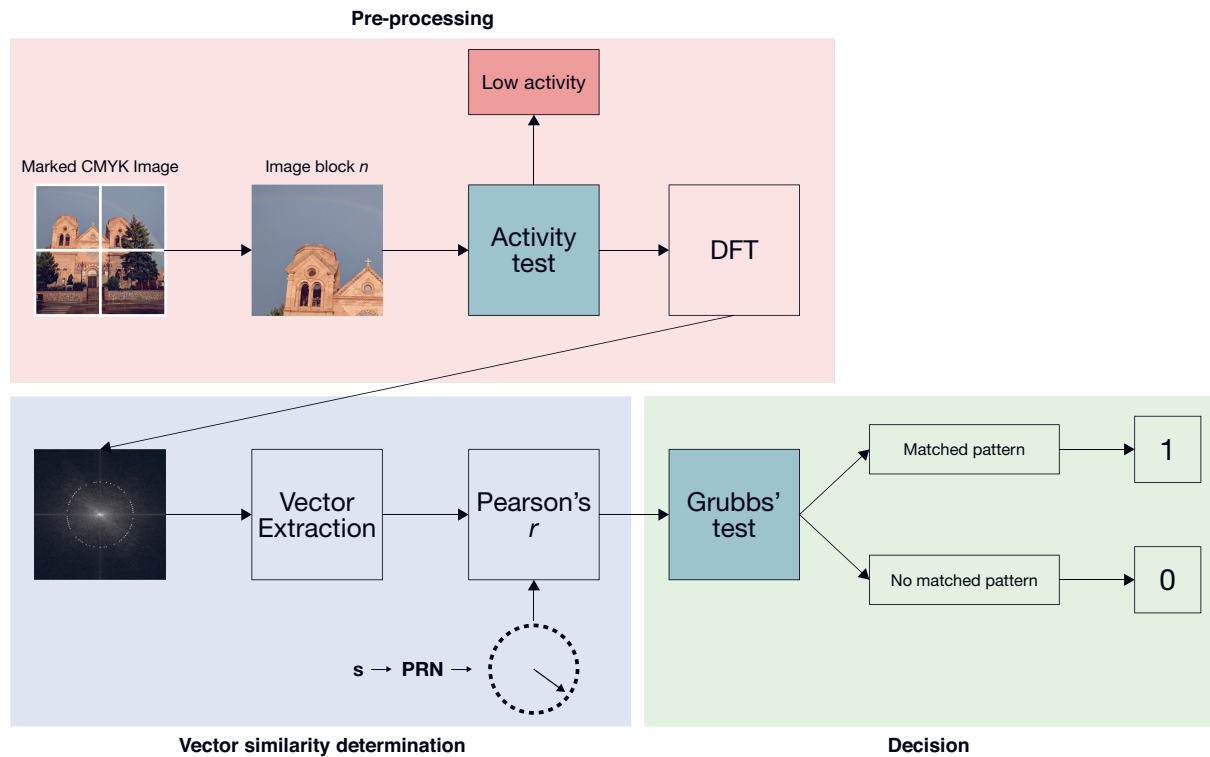 Pre-processing
Low activity
Marked CMYK Image
Image block n
Activity
test
DFT
Vector
Extraction
Pearson's
r
s
PRN
Grubbs'
test
Matched pattern
1
No matched pattern
0
Vector similarity determination
Decision